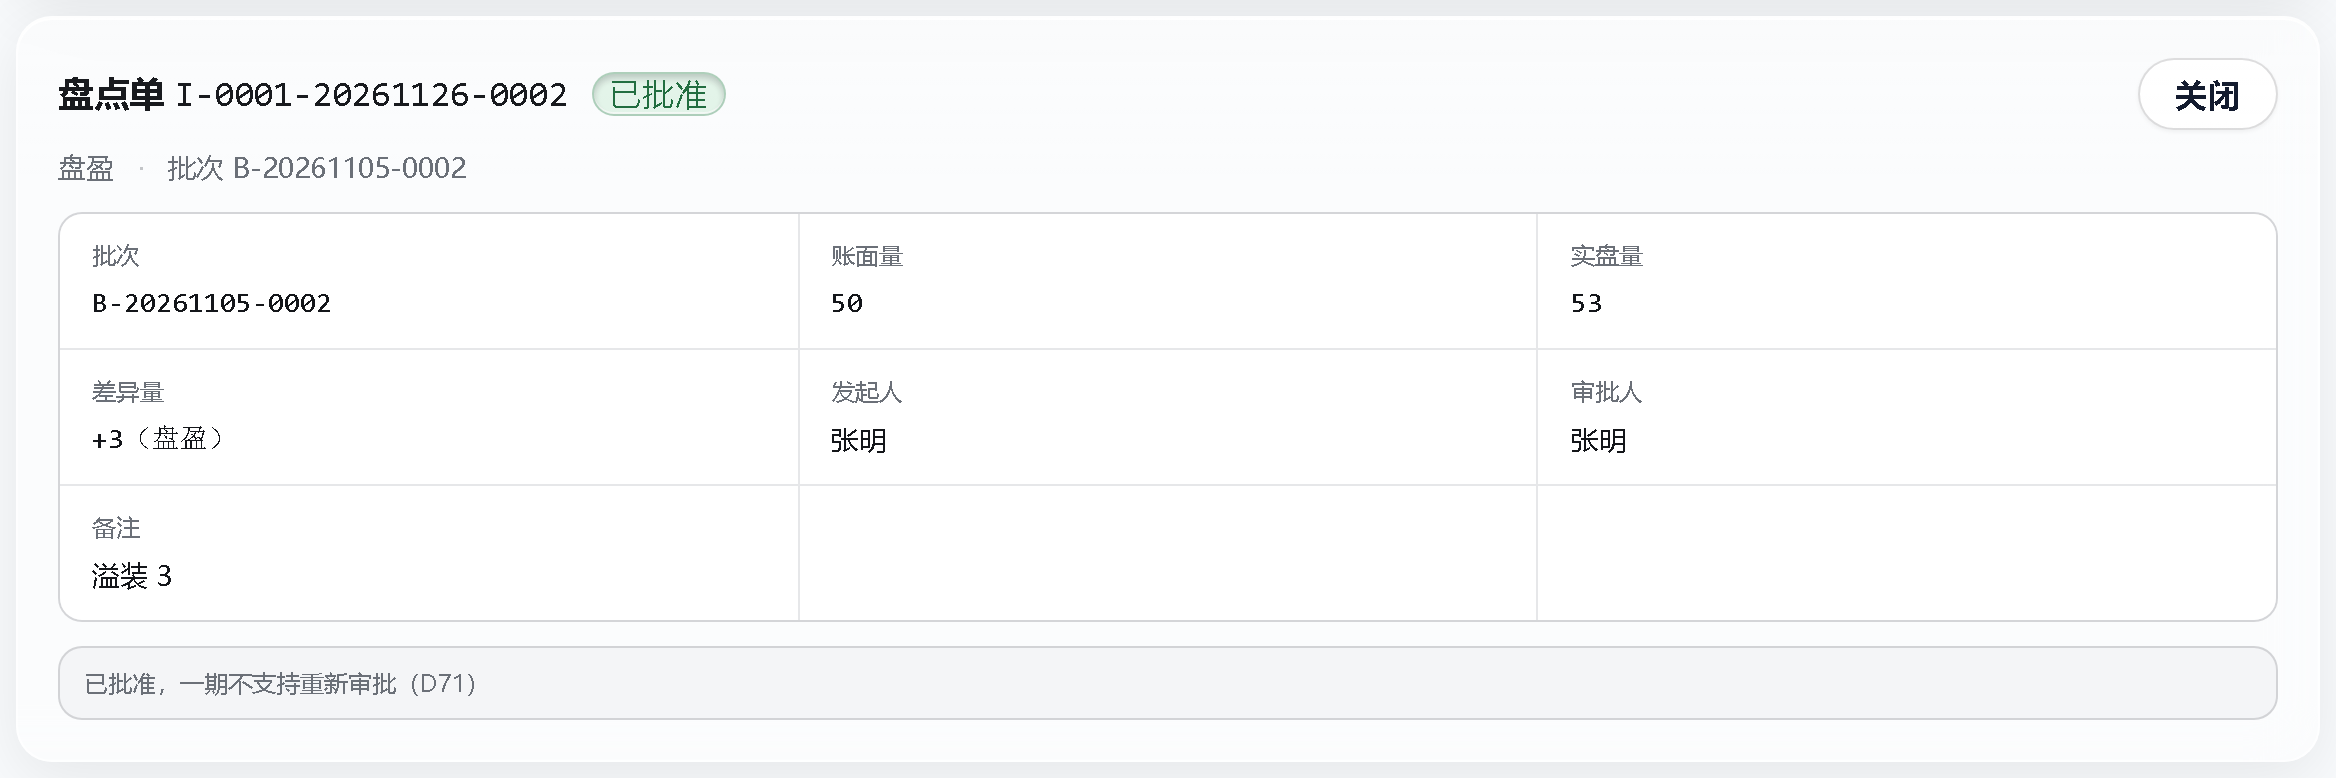 盘点单 I-0001-20261126-0002 已批准 关闭
盘盈 · 批次 B-20261105-0002
批次 账面量 实盘量
B-20261105-0002 50 53
差异量 发起人 审批人
+3（盘盈） 张明 张明
备注
溢装 3
已批准，一期不支持重新审批（D71）